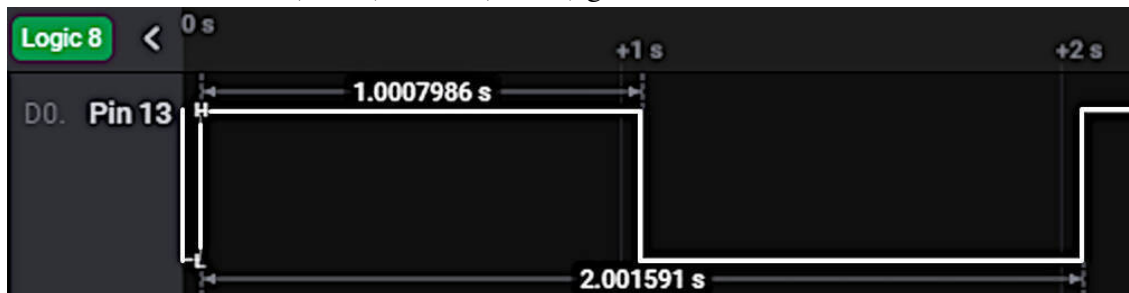 Logic 8 < 0 s
+1 s +2 s
1.0007986 s
D0. Pin 13 H
L
2.001591 s